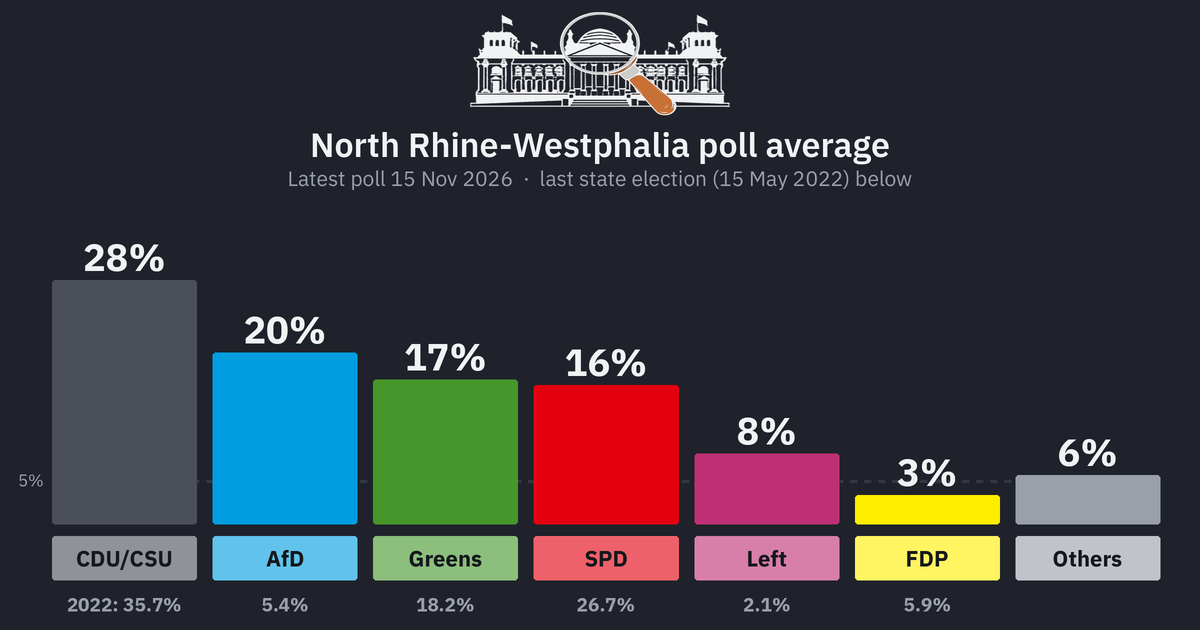 North Rhine-Westphalia poll average
Latest poll 15 Nov 2026 · last state election (15 May 2022) below
28%
20%
17%
16%
8%
3%
6%
5%
CDU/CSU
AfD
Greens
SPD
Left
FDP
Others
2022: 35.7%
5.4%
18.2%
26.7%
2.1%
5.9%